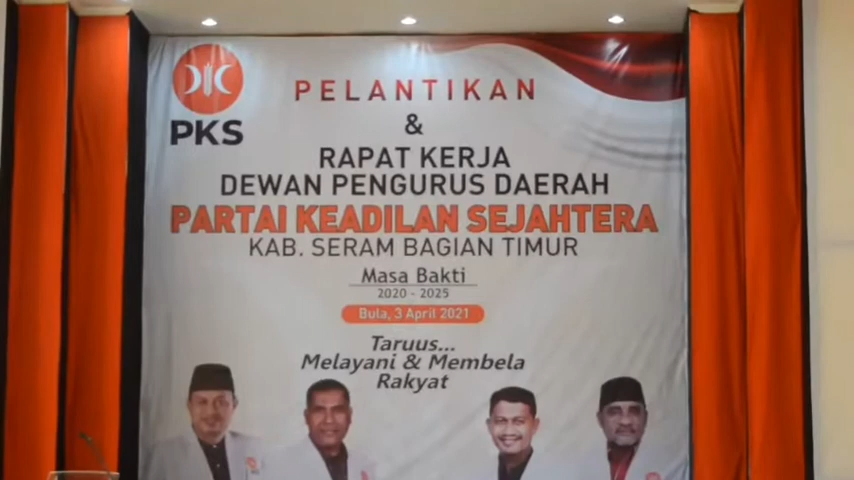 PKS
PELANTIKAN
&
RAPAT KERJA
DEWAN PENGURUS DAERAH
PARTAI KEADILAN SEJAHTERA
KAB. SERAM BAGIAN TIMUR
Masa Bakti
2020 - 2025
Bula, 3 April 2021
Taruus...
Melayani & Membela
Rakyat